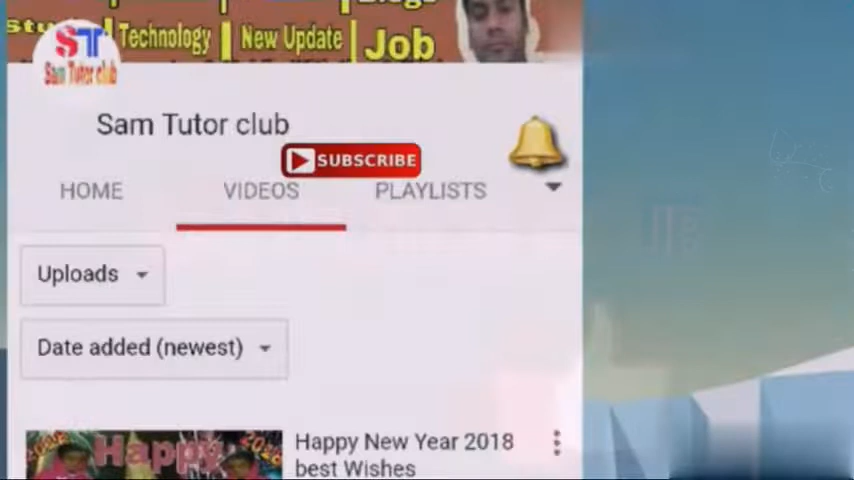 Technology | New Update | Job
ST
Sam Tutor club
Sam Tutor club
SUBSCRIBE
HOME VIDEOS PLAYLISTS
Uploads
Date added (newest)
Happy
Happy New Year 2018
best Wishes